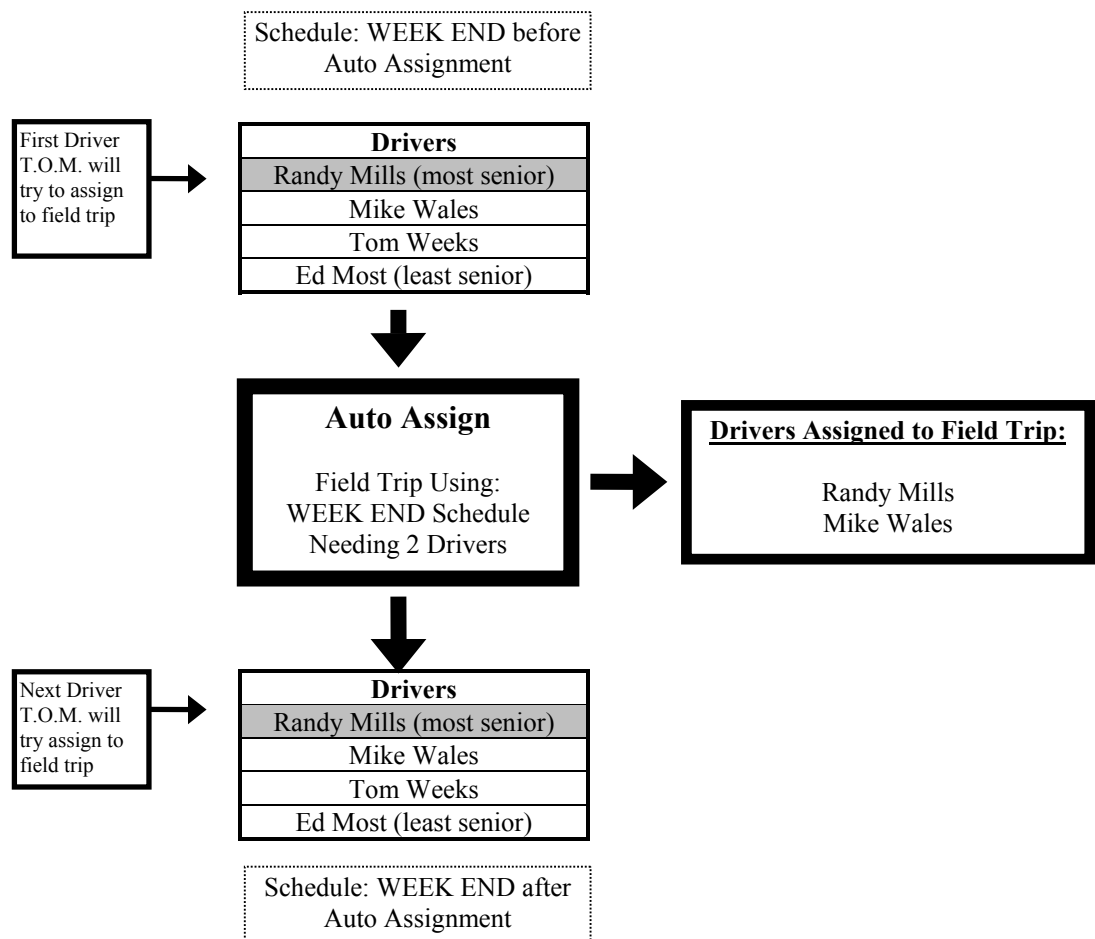 Schedule: WEEK END before
Auto Assignment
First Driver
T.O.M. will
try to assign
to field trip
Drivers
Randy Mills (most senior)
Mike Wales
Tom Weeks
Ed Most (least senior)
Auto Assign
Field Trip Using:
WEEK END Schedule
Needing 2 Drivers
Drivers Assigned to Field Trip:
Randy Mills
Mike Wales
Next Driver
T.O.M. will
try assign to
field trip
Drivers
Randy Mills (most senior)
Mike Wales
Tom Weeks
Ed Most (least senior)
Schedule: WEEK END after
Auto Assignment